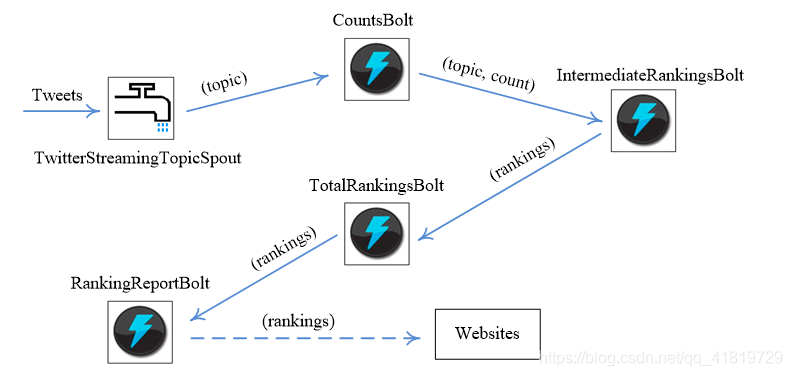 CountsBolt
(topic)
(topic, count)
IntermediateRankingsBolt
Tweets
TwitterStreamingTopicSpout
(rankings)
TotalRankingsBolt
(rankings)
RankingReportBolt
(rankings)
Websites
https://blog.csdn.net/qq_41819729